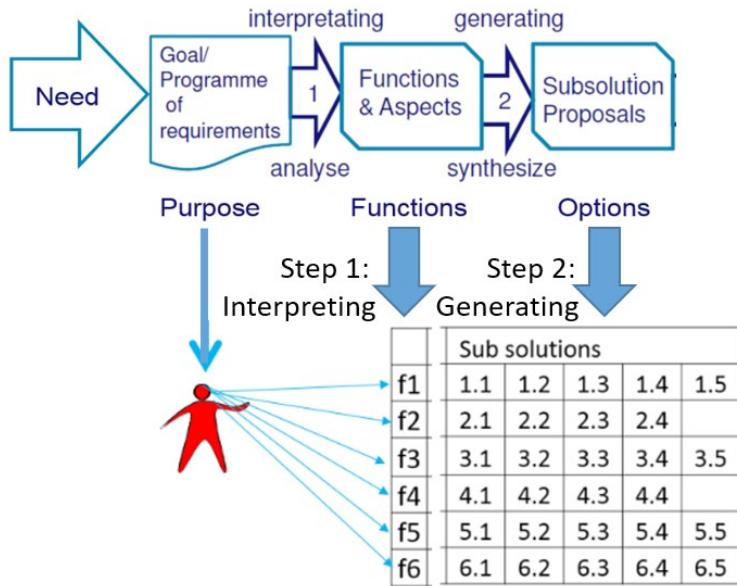 interpretating
generating
Need
Goal/
Programme
of
requirements
1
Functions
& Aspects
2
Subsolution
Proposals
analyse
synthesize
Purpose
Functions
Options
Step 1:
Interpreting
Step 2:
Generating
Sub solutions
f1 1.1 1.2 1.3 1.4 1.5
f2 2.1 2.2 2.3 2.4
f3 3.1 3.2 3.3 3.4 3.5
f4 4.1 4.2 4.3 4.4
f5 5.1 5.2 5.3 5.4 5.5
f6 6.1 6.2 6.3 6.4 6.5